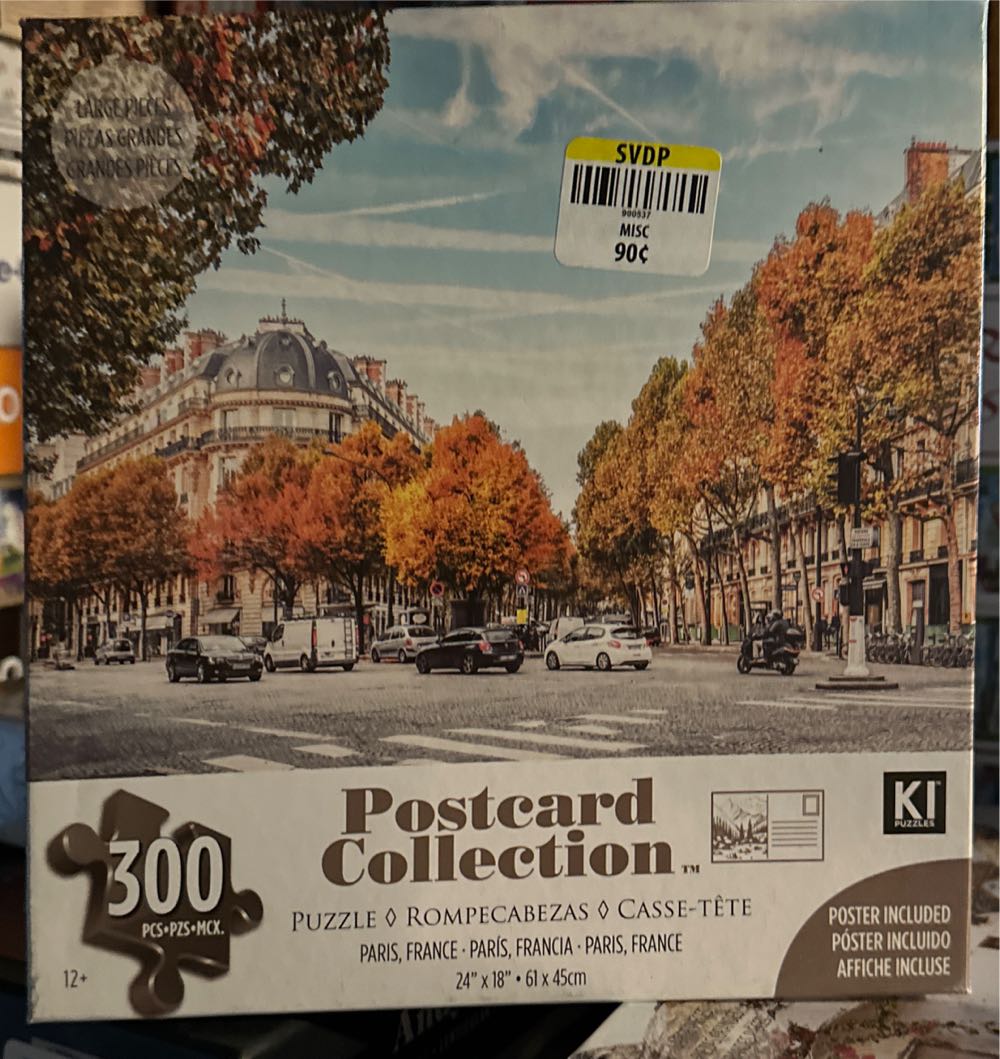 LARGE PIECES
PIEZAS GRANDES
GRANDES PIÈCES
SVDP
900537
MISC
90¢
Postcard
Collection™
KI
PUZZLES
300
PCS•PZS•MCX.
PUZZLE ◊ ROMPECABEZAS ◊ CASSE-TÊTE
PARIS, FRANCE · PARÍS, FRANCIA · PARIS, FRANCE
24" x 18" • 61 x 45cm
12+
POSTER INCLUDED
PÓSTER INCLUIDO
AFFICHE INCLUSE